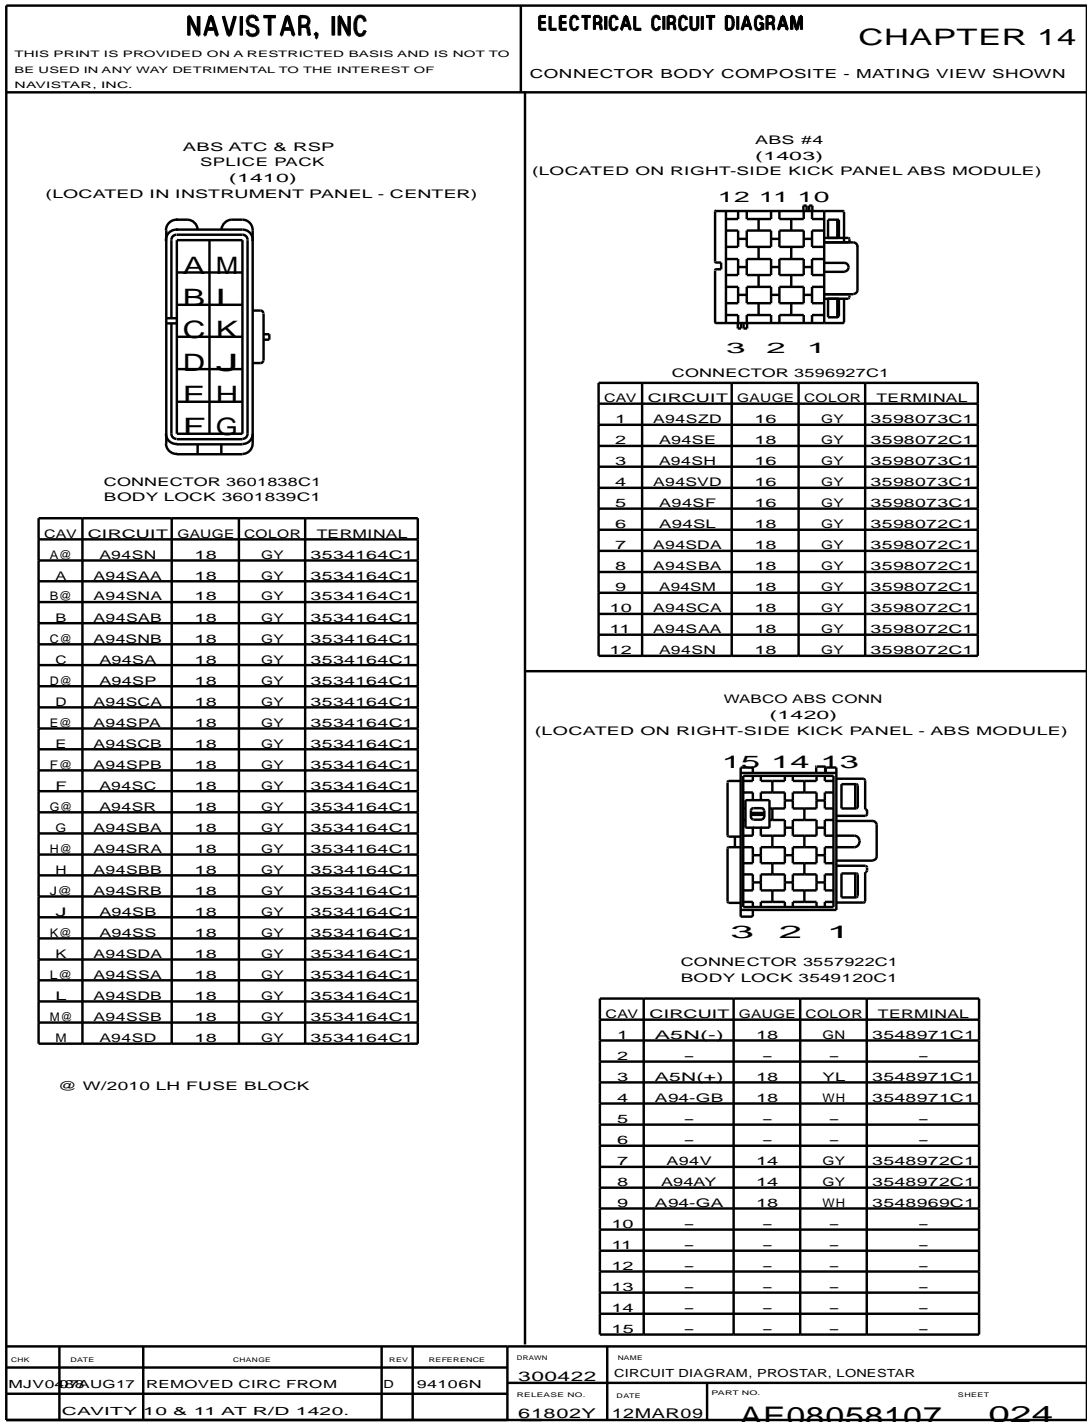 NAVISTAR, INC
THIS PRINT IS PROVIDED ON A RESTRICTED BASIS AND IS NOT TO
BE USED IN ANY WAY DETRIMENTAL TO THE INTEREST OF
NAVISTAR, INC.
ELECTRICAL CIRCUIT DIAGRAM
CHAPTER 14
CONNECTOR BODY COMPOSITE - MATING VIEW SHOWN
ABS ATC & RSP
SPLICE PACK
(1410)
(LOCATED IN INSTRUMENT PANEL - CENTER)
A M
B L
C K
D J
E H
F G
CONNECTOR 3601838C1
BODY LOCK 3601839C1
CAV CIRCUIT GAUGE COLOR TERMINAL
A@ A94SN 18 GY 3534164C1
A A94SAA 18 GY 3534164C1
B@ A94SNA 18 GY 3534164C1
B A94SAB 18 GY 3534164C1
C@ A94SNB 18 GY 3534164C1
C A94SA 18 GY 3534164C1
D@ A94SP 18 GY 3534164C1
D A94SCA 18 GY 3534164C1
E@ A94SPA 18 GY 3534164C1
E A94SCB 18 GY 3534164C1
F@ A94SPB 18 GY 3534164C1
F A94SC 18 GY 3534164C1
G@ A94SR 18 GY 3534164C1
G A94SBA 18 GY 3534164C1
H@ A94SRA 18 GY 3534164C1
H A94SBB 18 GY 3534164C1
J@ A94SRB 18 GY 3534164C1
J A94SB 18 GY 3534164C1
K@ A94SS 18 GY 3534164C1
K A94SDA 18 GY 3534164C1
L@ A94SSA 18 GY 3534164C1
L A94SDB 18 GY 3534164C1
M@ A94SSB 18 GY 3534164C1
M A94SD 18 GY 3534164C1
@ W/2010 LH FUSE BLOCK
ABS #4
(1403)
(LOCATED ON RIGHT-SIDE KICK PANEL ABS MODULE)
12 11 10
3 2 1
CONNECTOR 3596927C1
CAV CIRCUIT GAUGE COLOR TERMINAL
1 A94SZD 16 GY 3598073C1
2 A94SE 18 GY 3598072C1
3 A94SH 16 GY 3598073C1
4 A94SVD 16 GY 3598073C1
5 A94SF 16 GY 3598073C1
6 A94SL 18 GY 3598072C1
7 A94SDA 18 GY 3598072C1
8 A94SBA 18 GY 3598072C1
9 A94SM 18 GY 3598072C1
10 A94SCA 18 GY 3598072C1
11 A94SAA 18 GY 3598072C1
12 A94SN 18 GY 3598072C1
WABCO ABS CONN
(1420)
(LOCATED ON RIGHT-SIDE KICK PANEL - ABS MODULE)
15 14 13
3 2 1
CONNECTOR 3557922C1
BODY LOCK 3549120C1
CAV CIRCUIT GAUGE COLOR TERMINAL
1 A5N(-) 18 GN 3548971C1
2 – – – –
3 A5N(+) 18 YL 3548971C1
4 A94-GB 18 WH 3548971C1
5 – – – –
6 – – – –
7 A94V 14 GY 3548972C1
8 A94AY 14 GY 3548972C1
9 A94-GA 18 WH 3548969C1
10 – – – –
11 – – – –
12 – – – –
13 – – – –
14 – – – –
15 – – – –
CHK DATE CHANGE REV REFERENCE
AUG17 REMOVED CIRC FROM D 94106N
CAVITY 10 & 11 AT R/D 1420.
DRAWN
300422
NAME
CIRCUIT DIAGRAM, PROSTAR, LONESTAR
RELEASE NO.
61802Y
DATE
12MAR09
PART NO.
AF08058107
SHEET
024